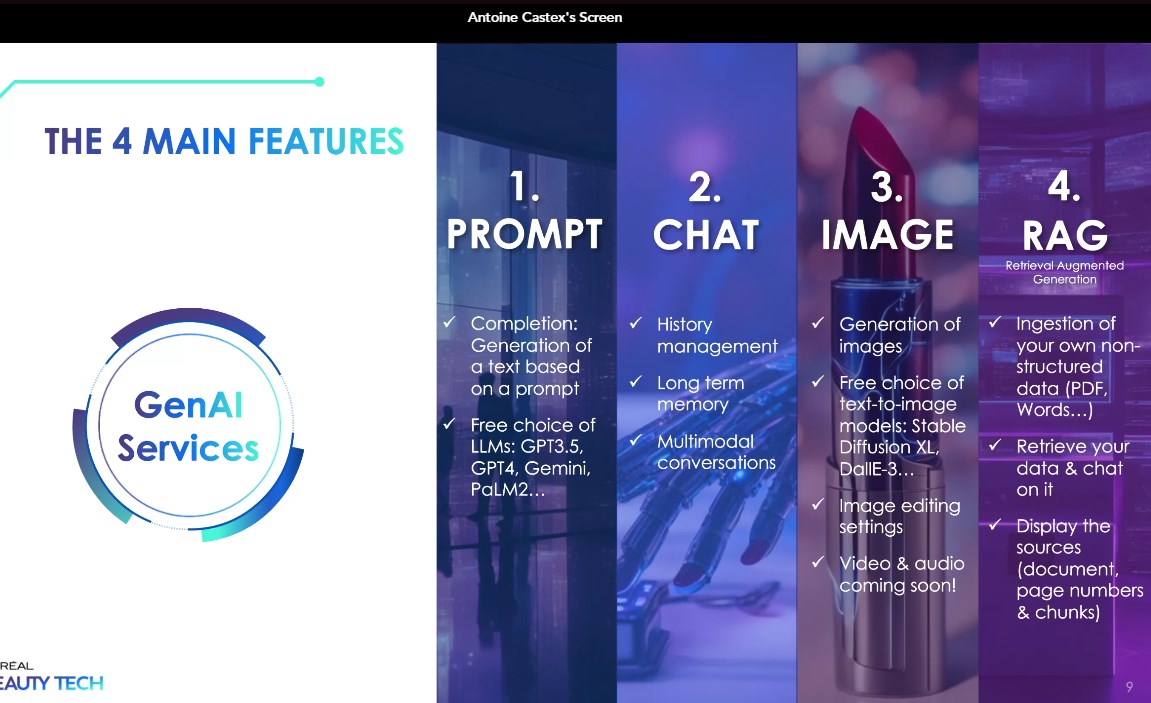 Antoine Castex's Screen
THE 4 MAIN FEATURES
GenAI
Services
1.
PROMPT
Completion:
Generation of
a text based
on a prompt
Free choice of
LLMs: GPT3.5,
GPT4, Gemini,
PaLM2...
2.
CHAT
History
management
Long term
memory
Multimodal
conversations
3.
IMAGE
Generation of
images
Free choice of
text-to-image
models: Stable
Diffusion XL,
DallE-3...
Image editing
settings
Video & audio
coming soon!
4.
RAG
Retrieval Augmented
Generation
Ingestion of
your own non-
structured
data (PDF,
Words...)
Retrieve your
data & chat
on it
Display the
sources
(document,
page numbers
& chunks)
RÉAL
EAUTY TECH
9